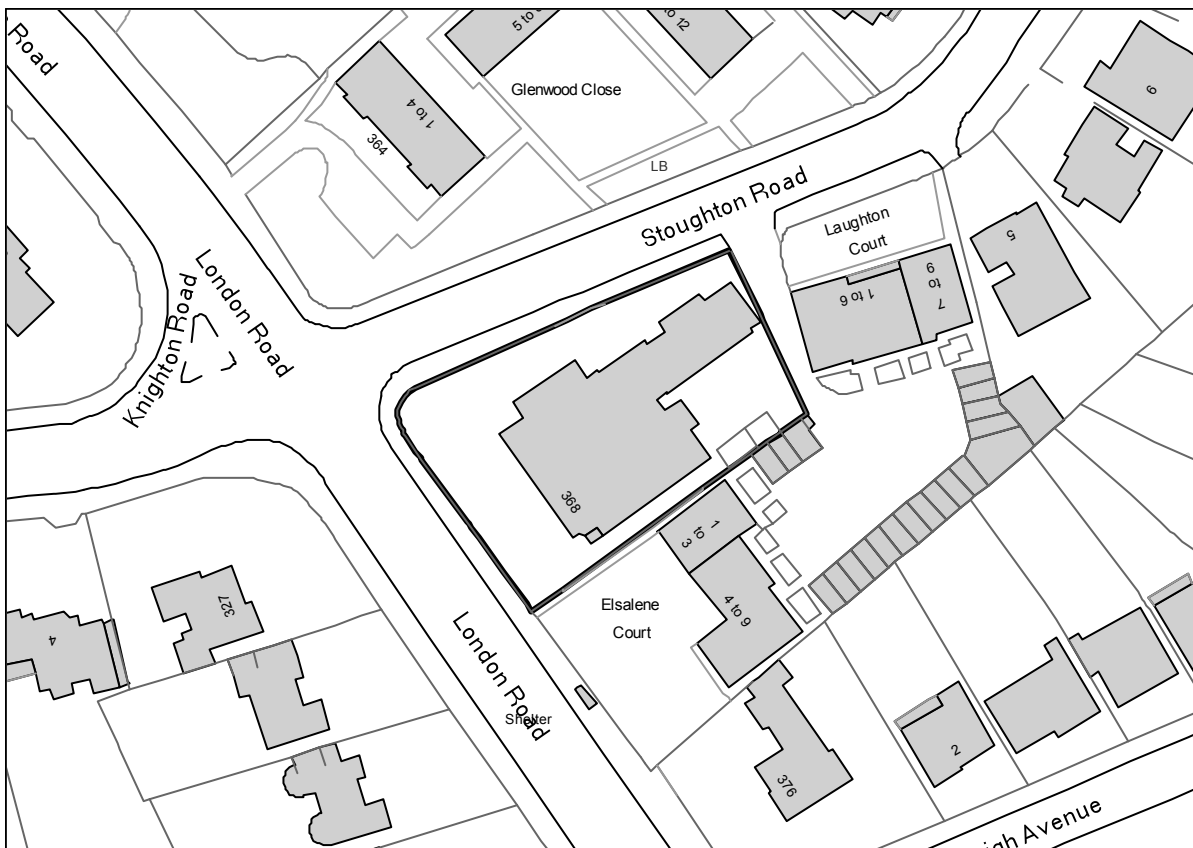 Road
5 to
to 12
1 to 4
364
Glenwood Close
6
LB
Stoughton Road
Laughton
Court
5
London Road
Knighton Road
1 to 6
7
to
9
368
1
to
3
4 to 9
Elsalene
Court
327
4
London Road
Shelter
376
2
igh Avenue